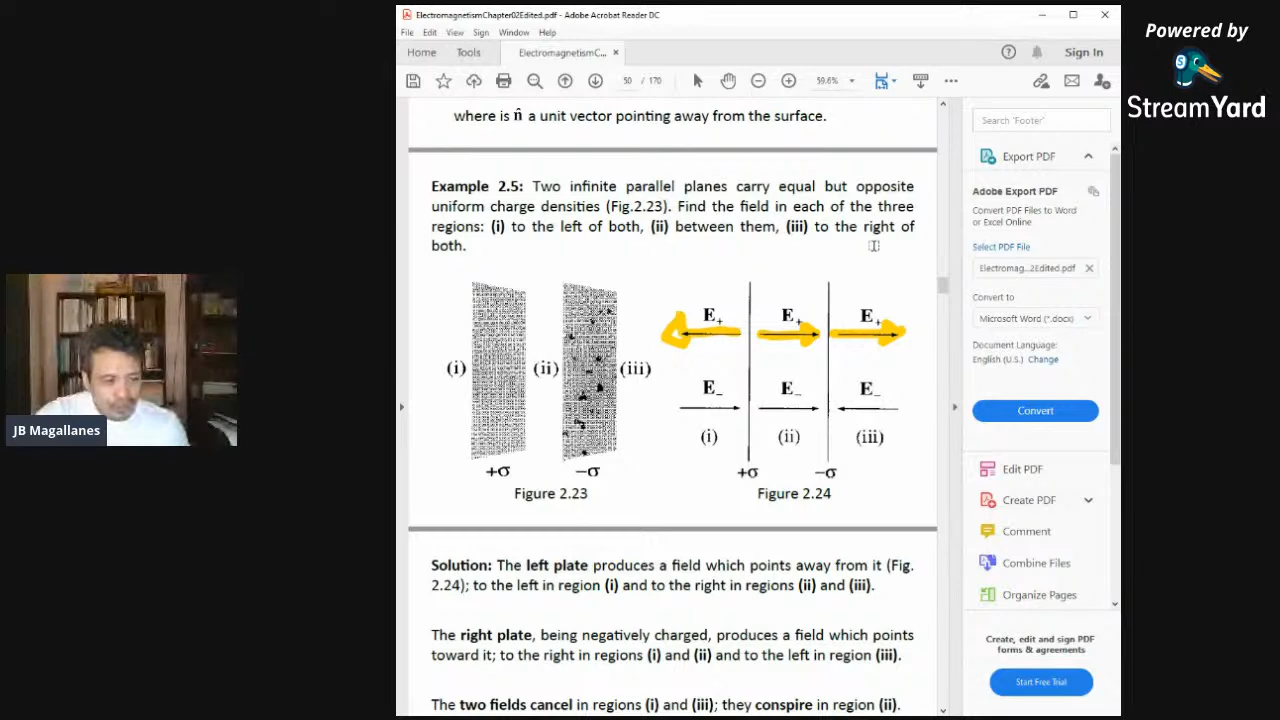 ElectromagnetismChapter02Edited.pdf - Adobe Acrobat Reader DC
File Edit View Sign Window Help
Home Tools ElectromagnetismC... × Sign In
50 / 170 59.6%
where is n̂ a unit vector pointing away from the surface.
Example 2.5: Two infinite parallel planes carry equal but opposite
uniform charge densities (Fig.2.23). Find the field in each of the three
regions: (i) to the left of both, (ii) between them, (iii) to the right of
both.
(i) (ii) (iii)
+σ −σ
Figure 2.23
E₊ E₊ E₊
E₋ E₋ E₋
(i) (ii) (iii)
+σ −σ
Figure 2.24
Solution: The left plate produces a field which points away from it (Fig.
2.24); to the left in region (i) and to the right in regions (ii) and (iii).
The right plate, being negatively charged, produces a field which points
toward it; to the right in regions (i) and (ii) and to the left in region (iii).
The two fields cancel in regions (i) and (iii); they conspire in region (ii).
Search 'Footer'
Export PDF
Adobe Export PDF
Convert PDF Files to Word
or Excel Online
Select PDF File
Electromag...2Edited.pdf
Convert to
Microsoft Word (*.docx)
Document Language:
English (U.S.) Change
Convert
Edit PDF
Create PDF
Comment
Combine Files
Organize Pages
Create, edit and sign PDF
forms & agreements
Start Free Trial
JB Magallanes
Powered by
StreamYard